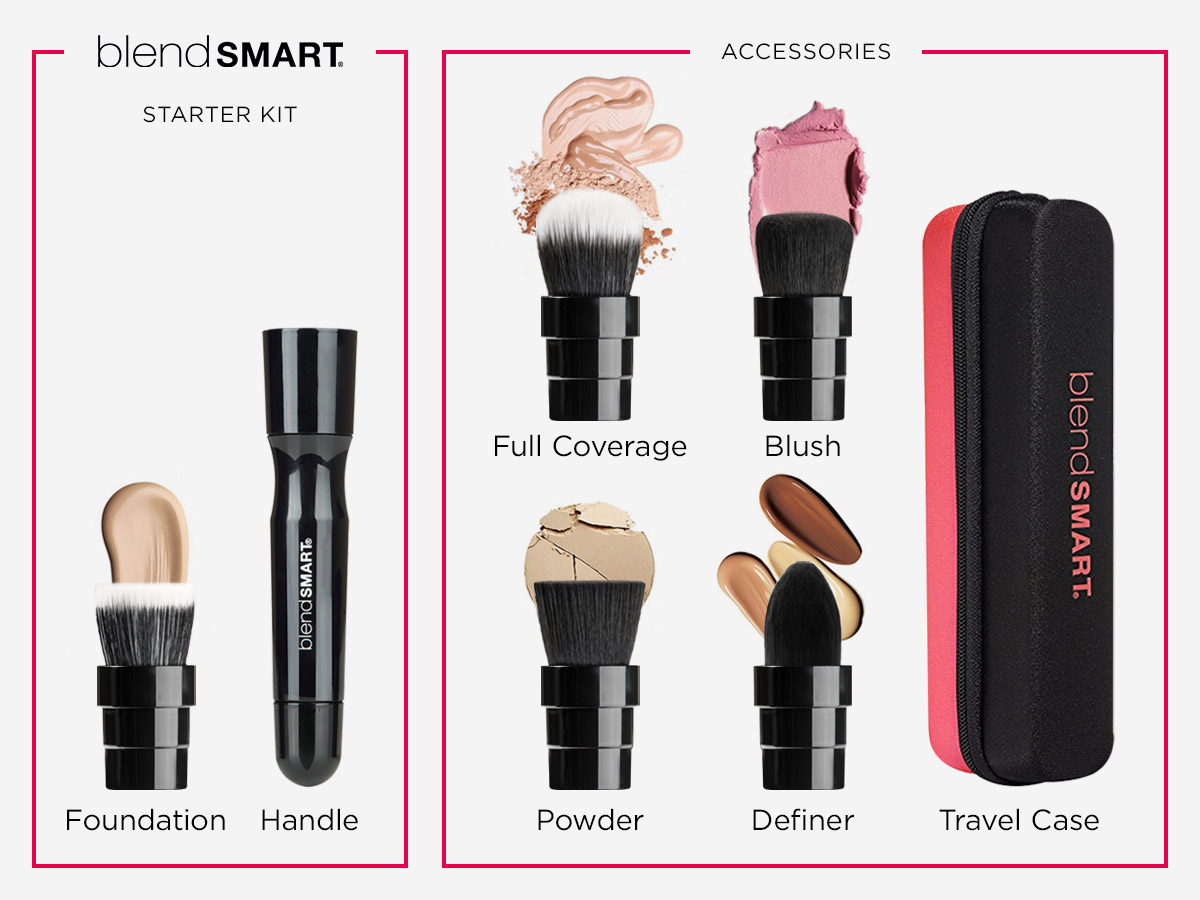 blendSMART®
STARTER KIT
blendSMART®
Foundation
Handle
ACCESSORIES
Full Coverage
Blush
Powder
Definer
blendSMART®
Travel Case